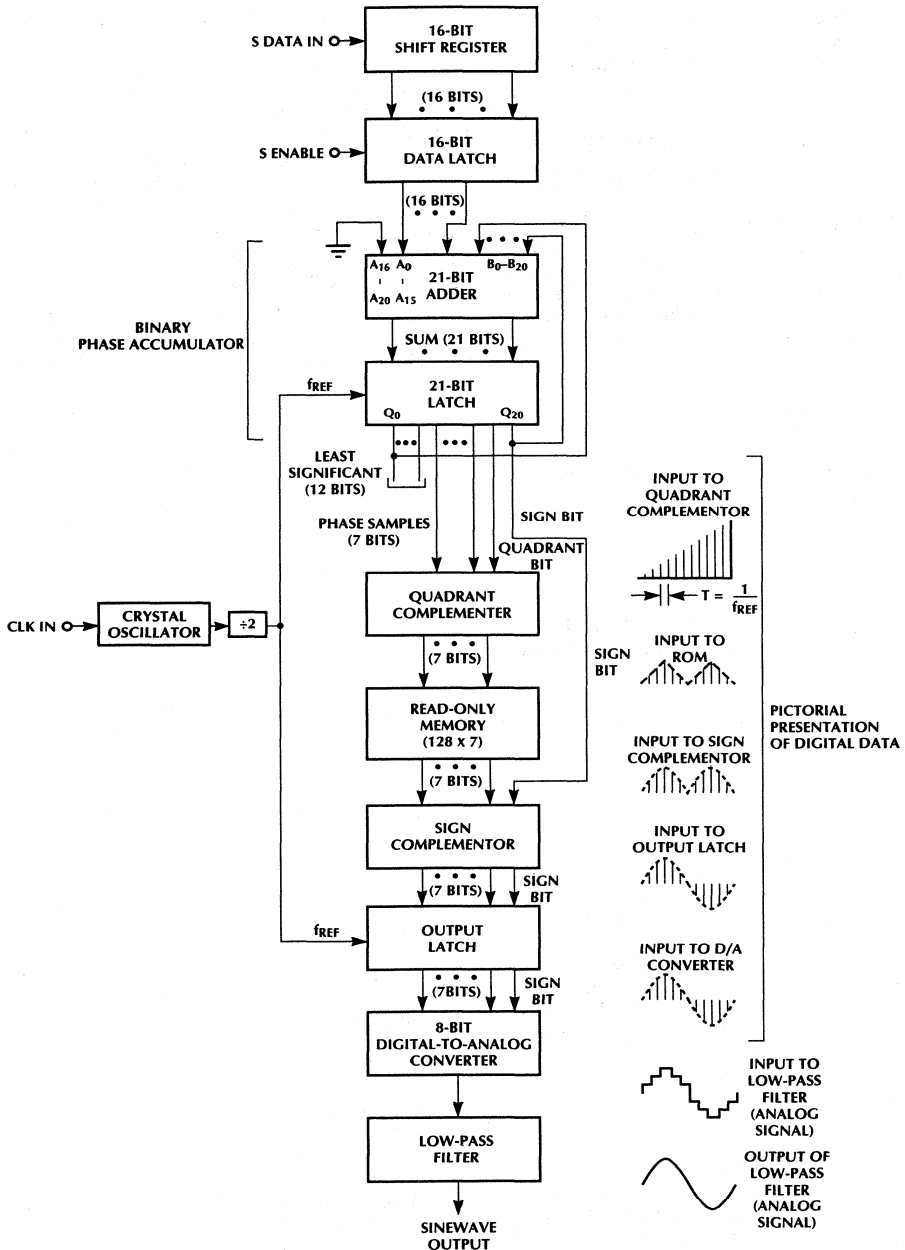 16-BIT
SHIFT REGISTER
S DATA IN
(16 BITS)
16-BIT
DATA LATCH
S ENABLE
(16 BITS)
A16 A0
B0–B20
21-BIT
ADDER
A20 A15
BINARY
PHASE ACCUMULATOR
SUM (21 BITS)
fREF
21-BIT
LATCH
Q0
Q20
LEAST
SIGNIFICANT
(12 BITS)
PHASE SAMPLES
(7 BITS)
SIGN BIT
QUADRANT
BIT
INPUT TO
QUADRANT
COMPLEMENTOR
T = 1
fREF
QUADRANT
COMPLEMENTER
CLK IN
CRYSTAL
OSCILLATOR
÷2
(7 BITS)
SIGN
BIT
INPUT TO
ROM
READ-ONLY
MEMORY
(128 x 7)
PICTORIAL
PRESENTATION
OF DIGITAL DATA
(7 BITS)
INPUT TO SIGN
COMPLEMENTOR
SIGN
COMPLEMENTOR
INPUT TO
OUTPUT LATCH
(7 BITS)
SIGN
BIT
fREF
OUTPUT
LATCH
INPUT TO D/A
CONVERTER
(7BITS)
SIGN
BIT
8-BIT
DIGITAL-TO-ANALOG
CONVERTER
INPUT TO
LOW-PASS
FILTER
(ANALOG
SIGNAL)
LOW-PASS
FILTER
OUTPUT OF
LOW-PASS
FILTER
(ANALOG
SIGNAL)
SINEWAVE
OUTPUT